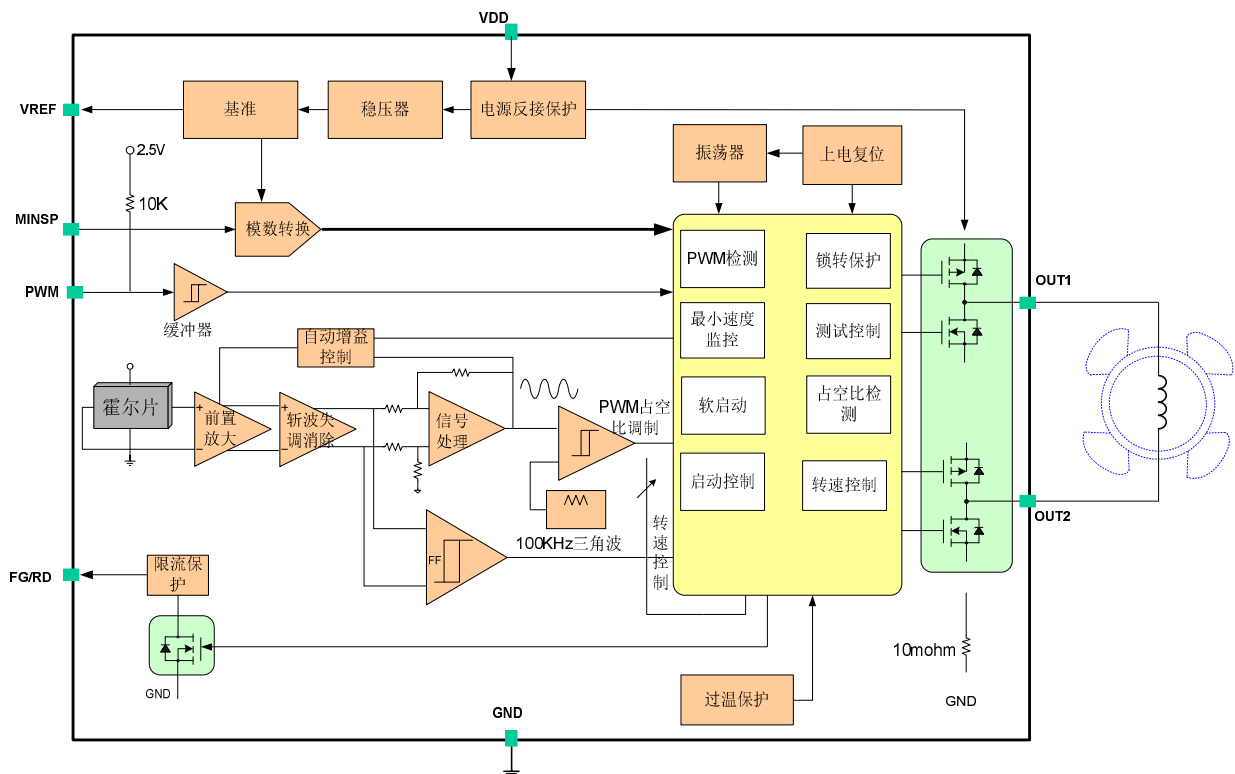 VDD
VREF
基准
稳压器
电源反接保护
2.5V
振荡器
上电复位
10K
MINSP
模数转换
PWM检测
锁转保护
PWM
OUT1
缓冲器
最小速度
监控
测试控制
自动增益
控制
霍尔片
前置
放大
斩波失
调消除
信号
处理
PWM占空
比调制
软启动
占空比检
测
启动控制
转速控制
OUT2
转
速
控
制
100KHz三角波
FF
限流保
护
FG/RD
10mohm
GND
过温保护
GND
GND